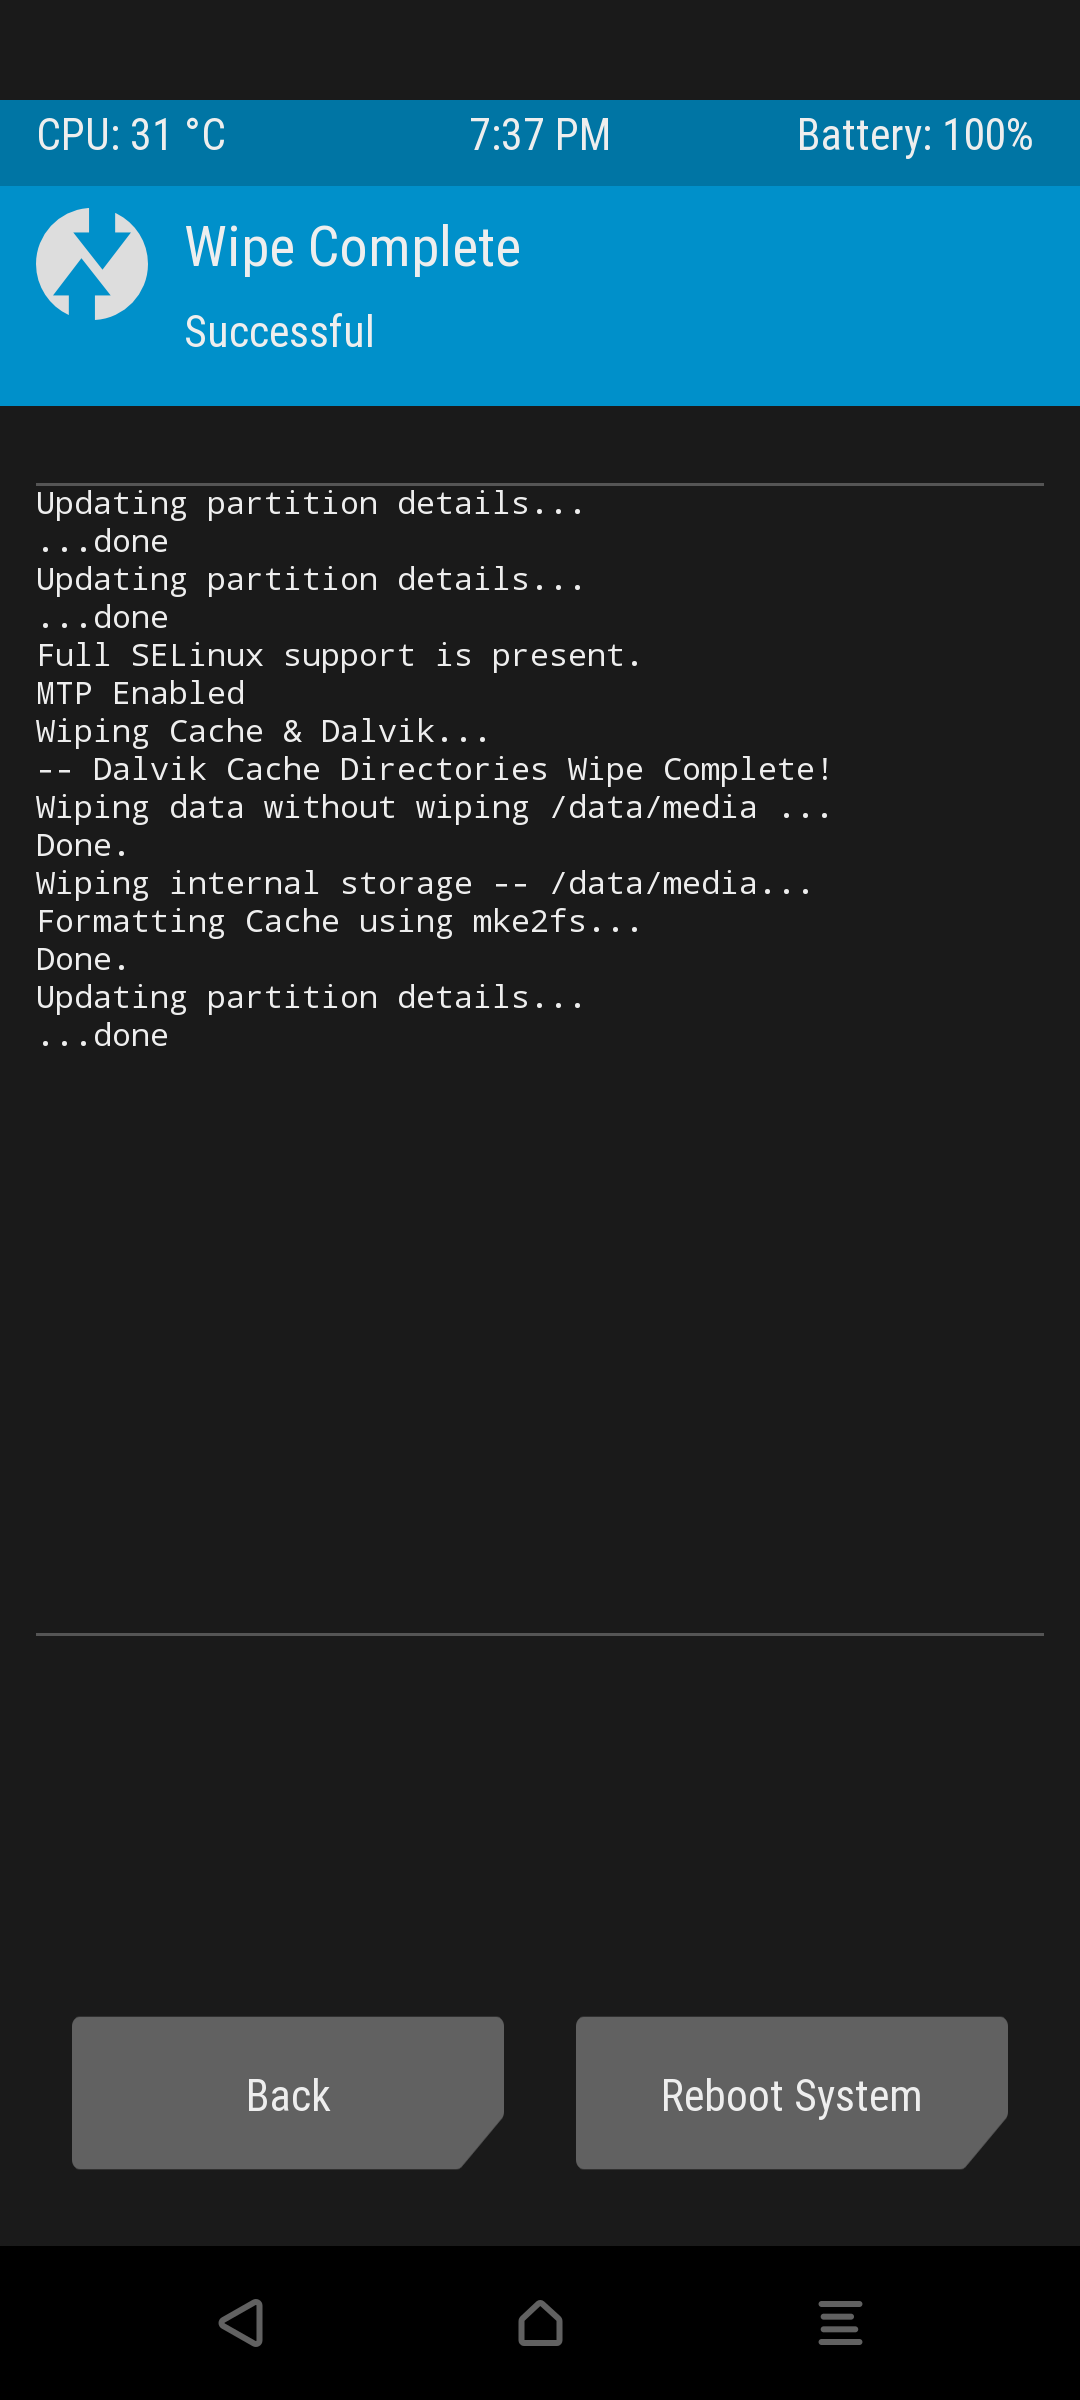 CPU: 31 °C 7:37 PM Battery: 100%
Wipe Complete
Successful
Updating partition details...
...done
Updating partition details...
...done
Full SELinux support is present.
MTP Enabled
Wiping Cache & Dalvik...
-- Dalvik Cache Directories Wipe Complete!
Wiping data without wiping /data/media ...
Done.
Wiping internal storage -- /data/media...
Formatting Cache using mke2fs...
Done.
Updating partition details...
...done
Back Reboot System